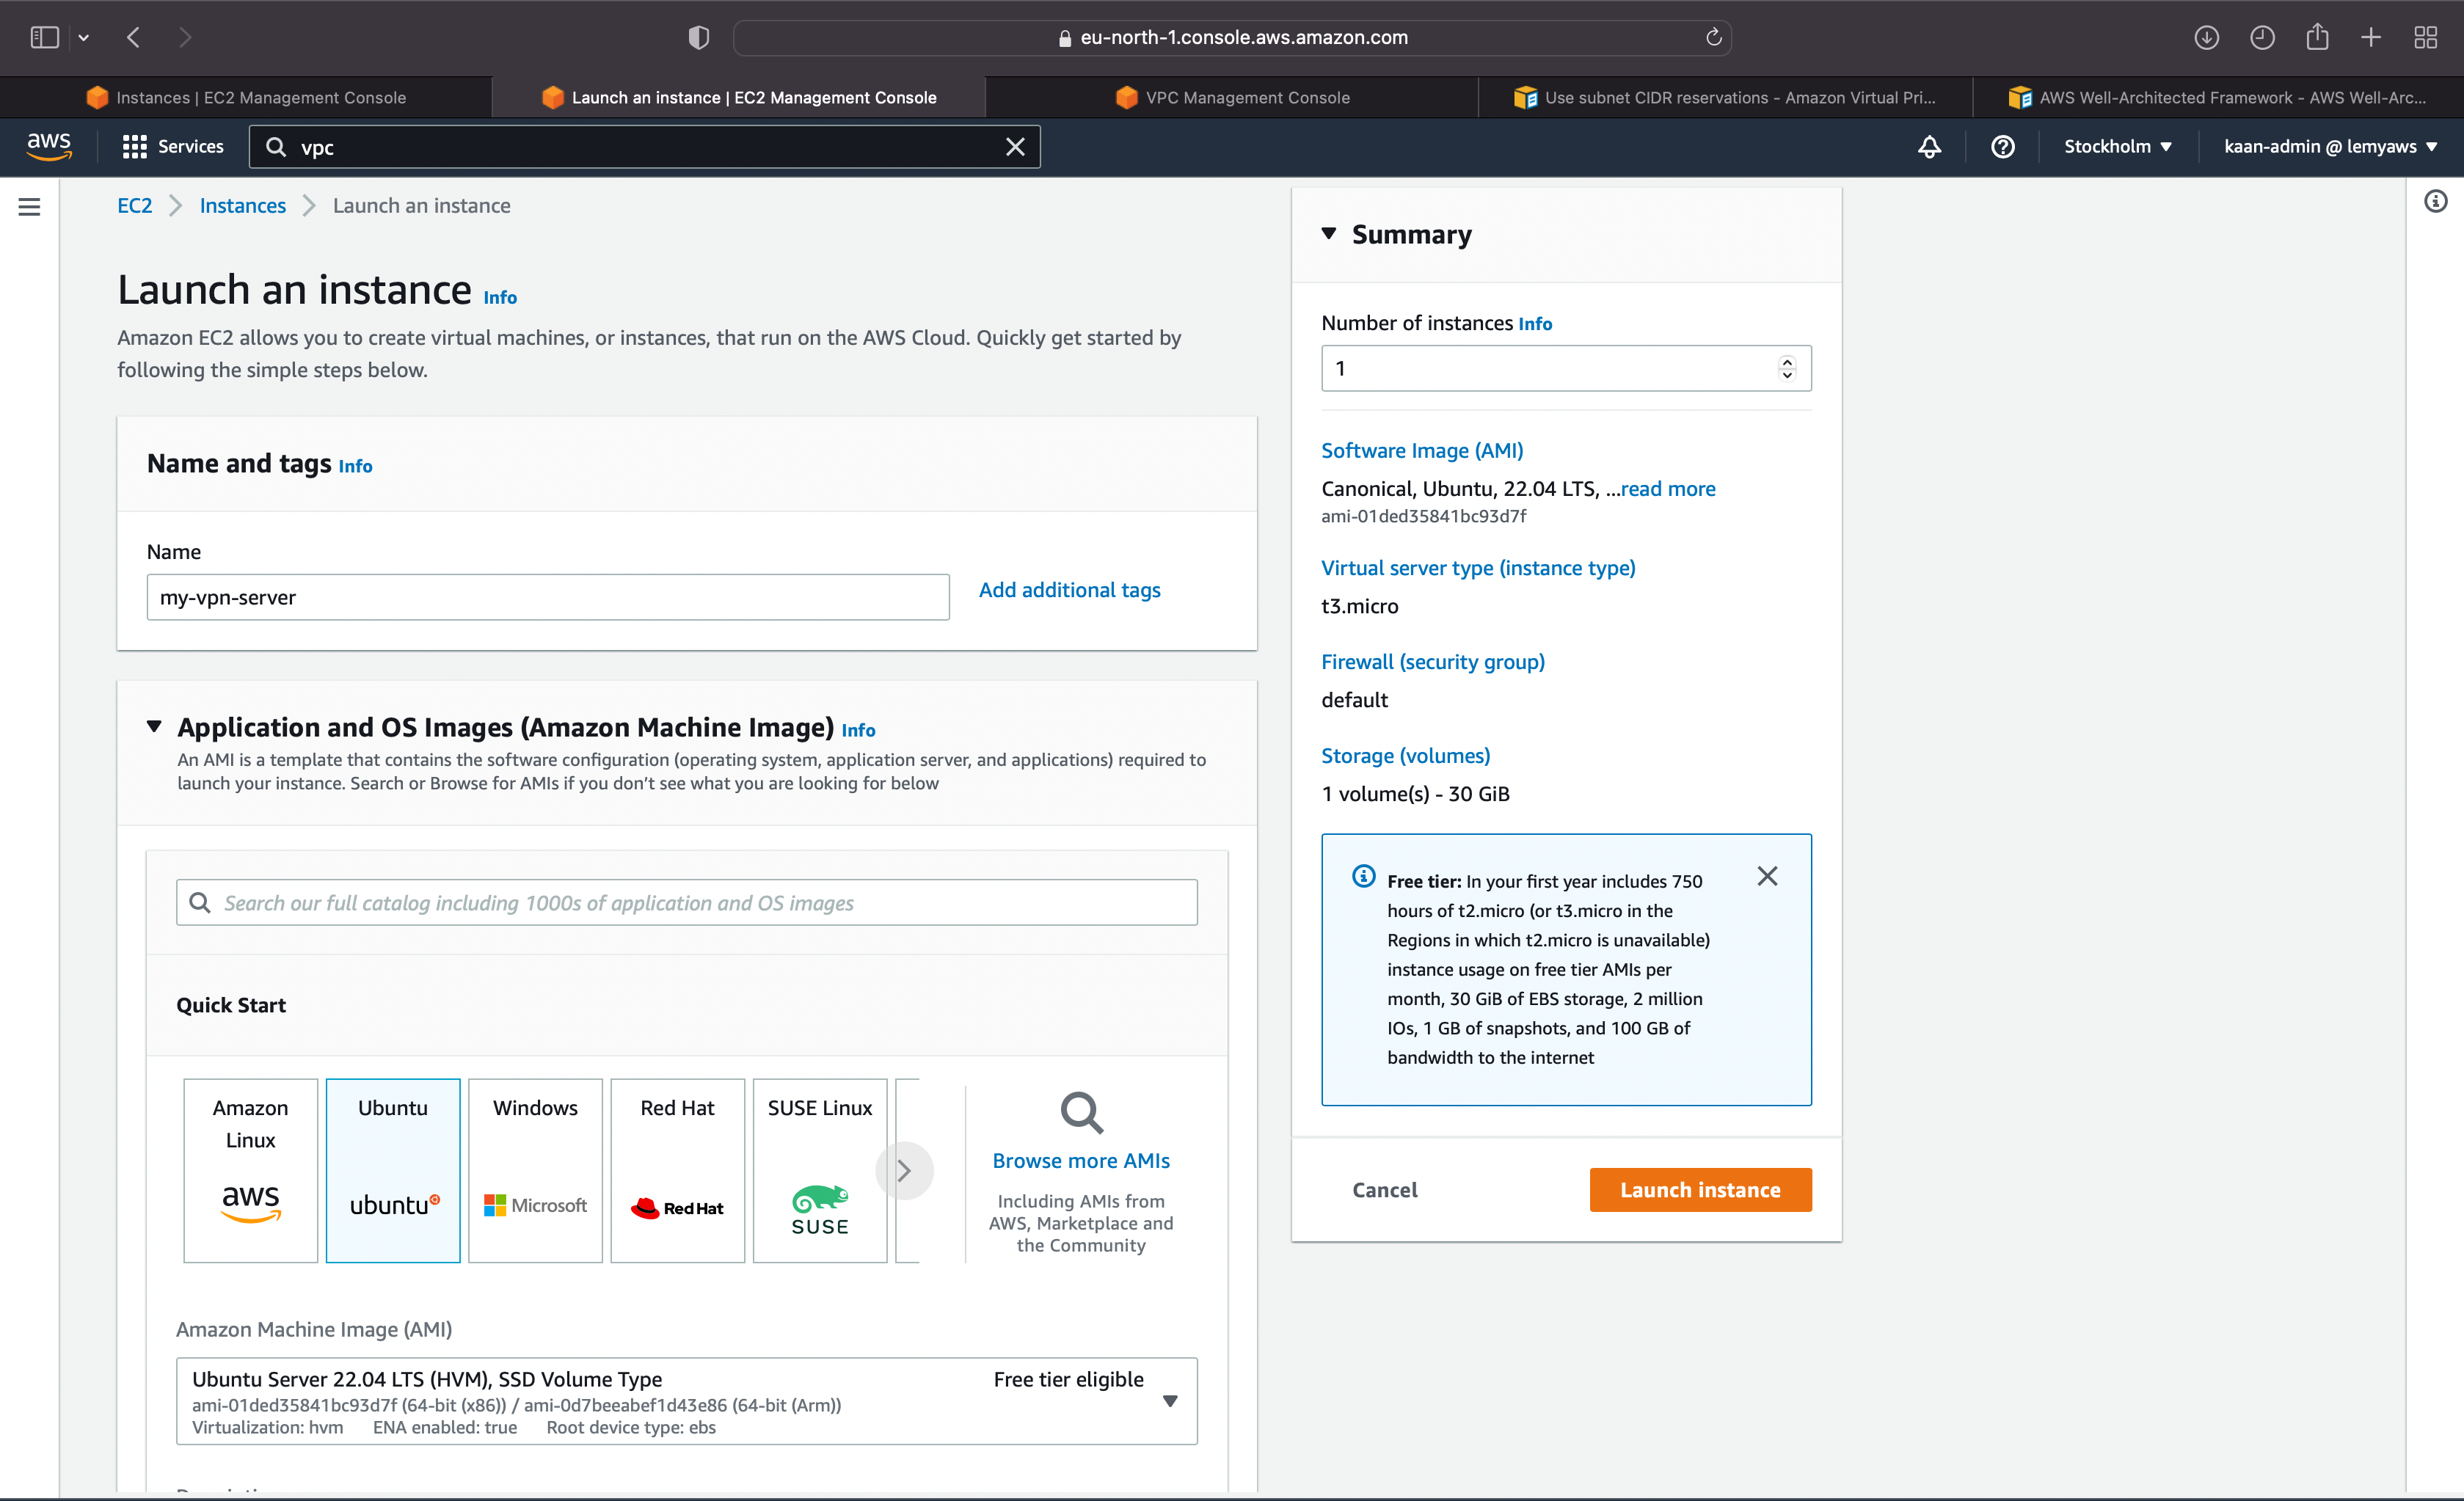 eu-north-1.console.aws.amazon.com
Instances | EC2 Management Console
Launch an instance | EC2 Management Console
VPC Management Console
Use subnet CIDR reservations - Amazon Virtual Pri...
AWS Well-Architected Framework - AWS Well-Arc...
aws
Services
vpc
Stockholm
kaan-admin @ lemyaws
EC2
Instances
Launch an instance
Launch an instance Info
Amazon EC2 allows you to create virtual machines, or instances, that run on the AWS Cloud. Quickly get started by
following the simple steps below.
Name and tags Info
Name
my-vpn-server
Add additional tags
Application and OS Images (Amazon Machine Image) Info
An AMI is a template that contains the software configuration (operating system, application server, and applications) required to
launch your instance. Search or Browse for AMIs if you don’t see what you are looking for below
Search our full catalog including 1000s of application and OS images
Quick Start
Amazon
Linux
aws
Ubuntu
ubuntu
Windows
Microsoft
Red Hat
Red Hat
SUSE Linux
SUSE
Browse more AMIs
Including AMIs from
AWS, Marketplace and
the Community
Amazon Machine Image (AMI)
Ubuntu Server 22.04 LTS (HVM), SSD Volume Type
Free tier eligible
ami-01ded35841bc93d7f (64-bit (x86)) / ami-0d7beeabef1d43e86 (64-bit (Arm))
Virtualization: hvm ENA enabled: true Root device type: ebs
Summary
Number of instances Info
1
Software Image (AMI)
Canonical, Ubuntu, 22.04 LTS, ...read more
ami-01ded35841bc93d7f
Virtual server type (instance type)
t3.micro
Firewall (security group)
default
Storage (volumes)
1 volume(s) - 30 GiB
Free tier: In your first year includes 750
hours of t2.micro (or t3.micro in the
Regions in which t2.micro is unavailable)
instance usage on free tier AMIs per
month, 30 GiB of EBS storage, 2 million
IOs, 1 GB of snapshots, and 100 GB of
bandwidth to the internet
Cancel
Launch instance